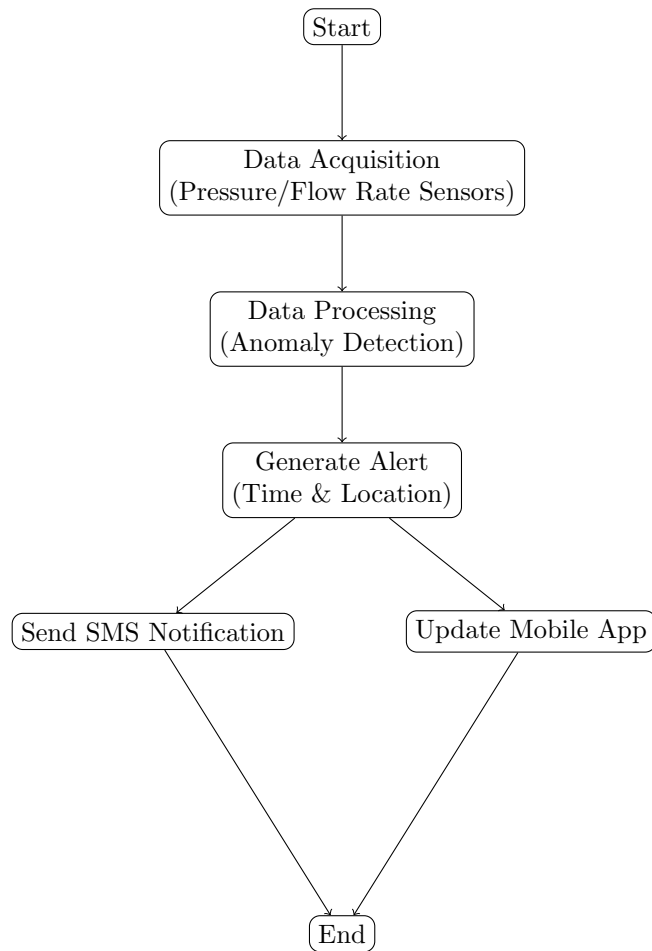 Start
Data Acquisition
(Pressure/Flow Rate Sensors)
Data Processing
(Anomaly Detection)
Generate Alert
(Time & Location)
Send SMS Notification
Update Mobile App
End